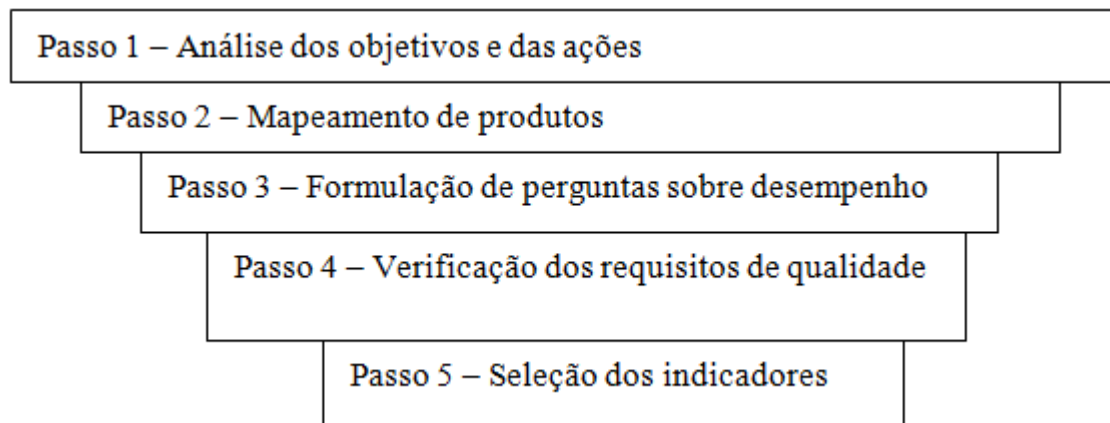 Passo 1 – Análise dos objetivos e das ações
Passo 2 – Mapeamento de produtos
Passo 3 – Formulação de perguntas sobre desempenho
Passo 4 – Verificação dos requisitos de qualidade
Passo 5 – Seleção dos indicadores